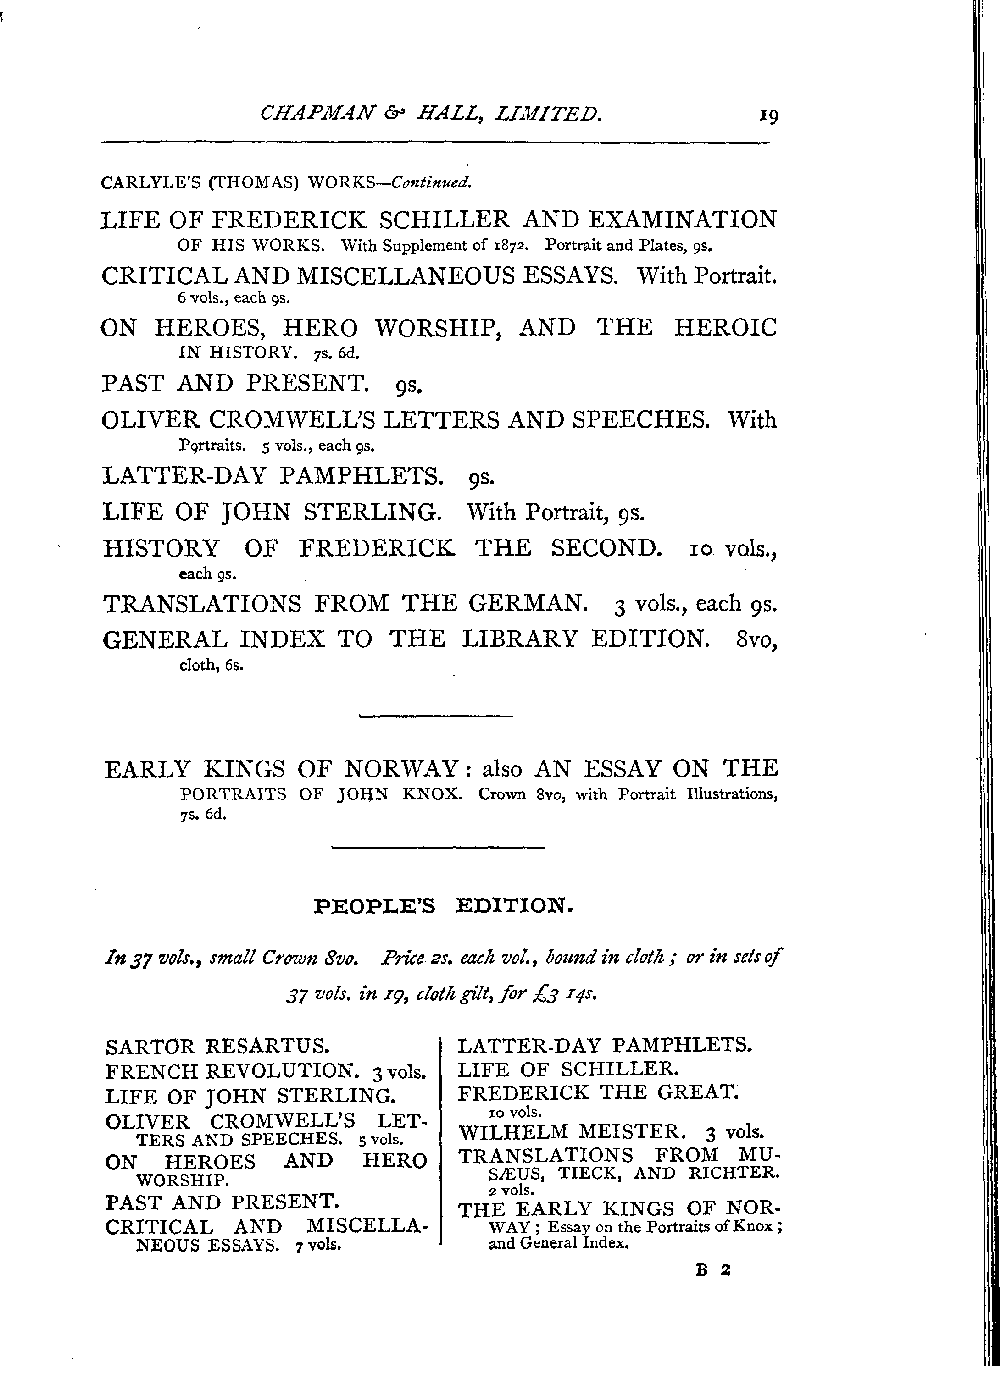 CHAPMAN & HALL, LIMITED. 19
CARLYLE'S (THOMAS) WORKS—Continued.
LIFE OF FREDERICK SCHILLER AND EXAMINATION
OF HIS WORKS. With Supplement of 1872. Portrait and Plates, 9s.
CRITICAL AND MISCELLANEOUS ESSAYS. With Portrait.
6 vols., each 9s.
ON HEROES, HERO WORSHIP, AND THE HEROIC
IN HISTORY. 7s. 6d.
PAST AND PRESENT. 9s.
OLIVER CROMWELL'S LETTERS AND SPEECHES. With
Portraits. 5 vols., each 9s.
LATTER-DAY PAMPHLETS. 9s.
LIFE OF JOHN STERLING. With Portrait, 9s.
HISTORY OF FREDERICK THE SECOND. 10 vols.,
each 9s.
TRANSLATIONS FROM THE GERMAN. 3 vols., each 9s.
GENERAL INDEX TO THE LIBRARY EDITION. 8vo,
cloth, 6s.
EARLY KINGS OF NORWAY: also AN ESSAY ON THE
PORTRAITS OF JOHN KNOX. Crown 8vo, with Portrait Illustrations,
7s. 6d.
PEOPLE'S EDITION.
In 37 vols., small Crown 8vo. Price 2s. each vol., bound in cloth; or in sets of
37 vols. in 19, cloth gilt, for £3 14s.
SARTOR RESARTUS.
FRENCH REVOLUTION. 3 vols.
LIFE OF JOHN STERLING.
OLIVER CROMWELL'S LET-
TERS AND SPEECHES. 5 vols.
ON HEROES AND HERO
WORSHIP.
PAST AND PRESENT.
CRITICAL AND MISCELLA-
NEOUS ESSAYS. 7 vols.
LATTER-DAY PAMPHLETS.
LIFE OF SCHILLER.
FREDERICK THE GREAT.
10 vols.
WILHELM MEISTER. 3 vols.
TRANSLATIONS FROM MU-
SÆUS, TIECK, AND RICHTER.
2 vols.
THE EARLY KINGS OF NOR-
WAY; Essay on the Portraits of Knox;
and General Index.
B 2